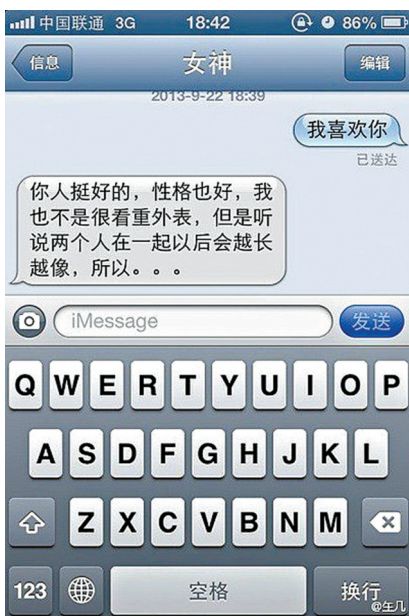 中国联通 3G 18:42 86%
信息 女神 编辑
2013-9-22 18:39
我喜欢你
已送达
你人挺好的，性格也好，我
也不是很看重外表，但是听
说两个人在一起以后会越长
越像，所以。。。
iMessage 发送
Q W E R T Y U I O P
A S D F G H J K L
Z X C V B N M
123 空格 换行
@生几